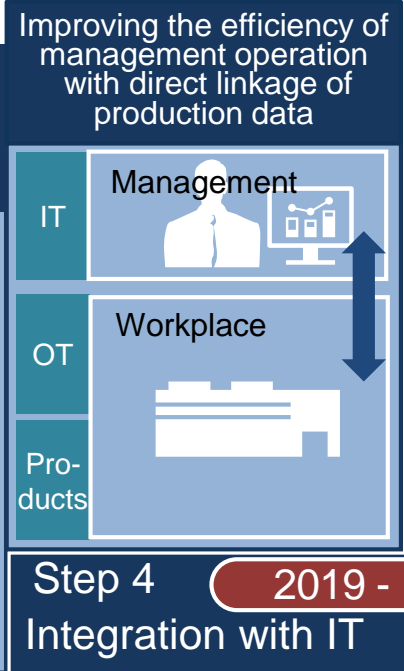 Improving the efficiency of
management operation
with direct linkage of
production data
IT
Management
OT
Workplace
Pro-
ducts
Step 4
2019 -
Integration with IT